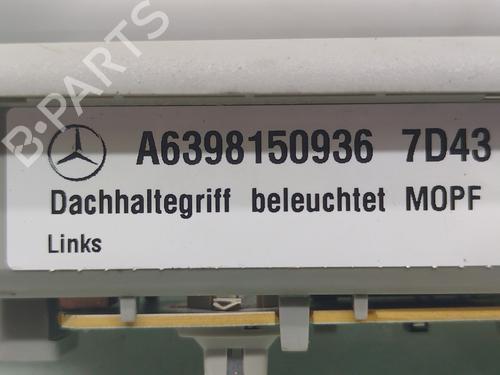 B-PARTS
A6398150936 7D43
Dachhaltegriff beleuchtet MOPF
Links